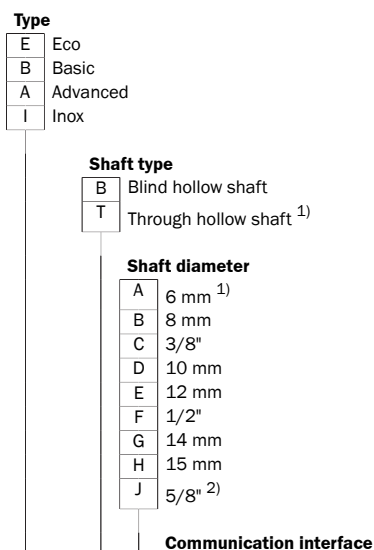 Type
E Eco
B Basic
A Advanced
I Inox
Shaft type
B Blind hollow shaft
T Through hollow shaft 1)
Shaft diameter
A 6 mm 1)
B 8 mm
C 3/8"
D 10 mm
E 12 mm
F 1/2"
G 14 mm
H 15 mm
J 5/8" 2)
Communication interface